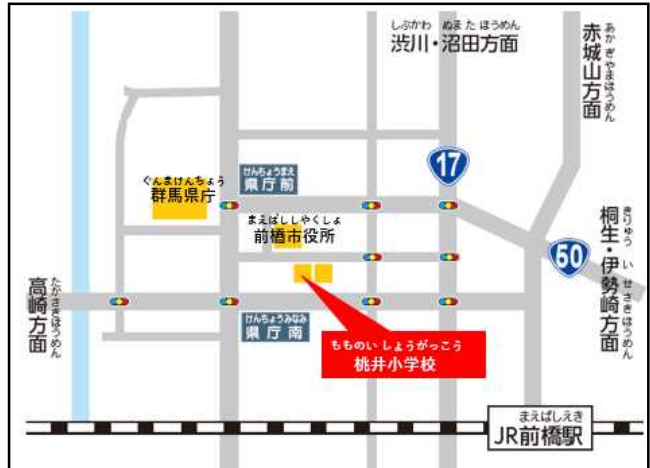 しぶかわ ぬまた ほうめん
渋川・沼田方面
あかぎやまほうめん
赤城山方面
17
けんちょうまえ
県庁前
ぐんまけんちょう
群馬県庁
まえばししやくしょ
前橋市役所
きりゅう いせさきほうめん
桐生・伊勢崎方面
50
たかさきほうめん
高崎方面
けんちょうみなみ
県庁南
もものい しょうがっこう
桃井小学校
まえばしえき
JR前橋駅